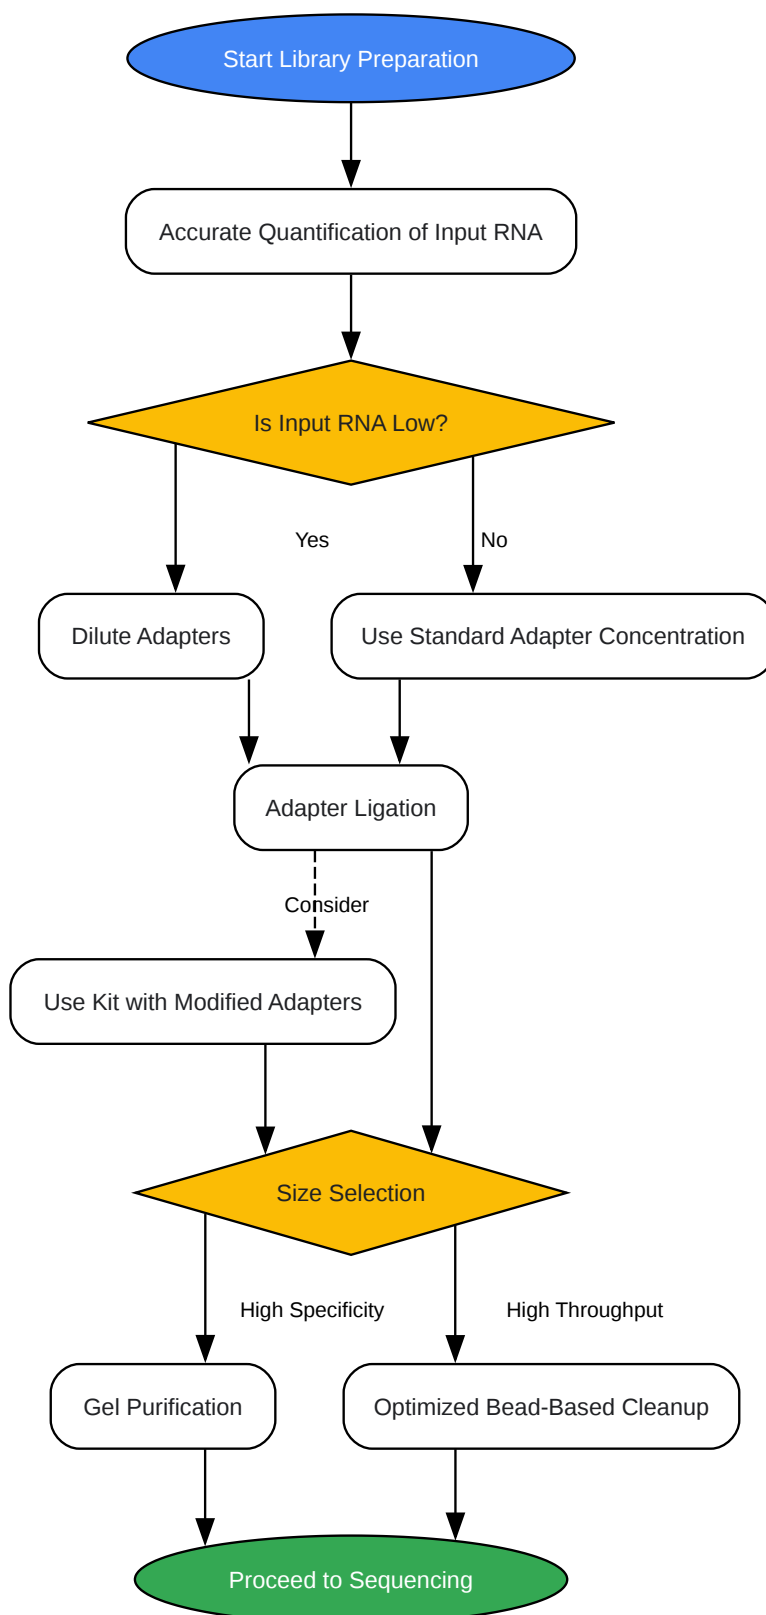 Start Library Preparation
Accurate Quantification of Input RNA
Is Input RNA Low?
Yes
No
Dilute Adapters
Use Standard Adapter Concentration
Adapter Ligation
Consider
Use Kit with Modified Adapters
Size Selection
High Specificity
High Throughput
Gel Purification
Optimized Bead-Based Cleanup
Proceed to Sequencing